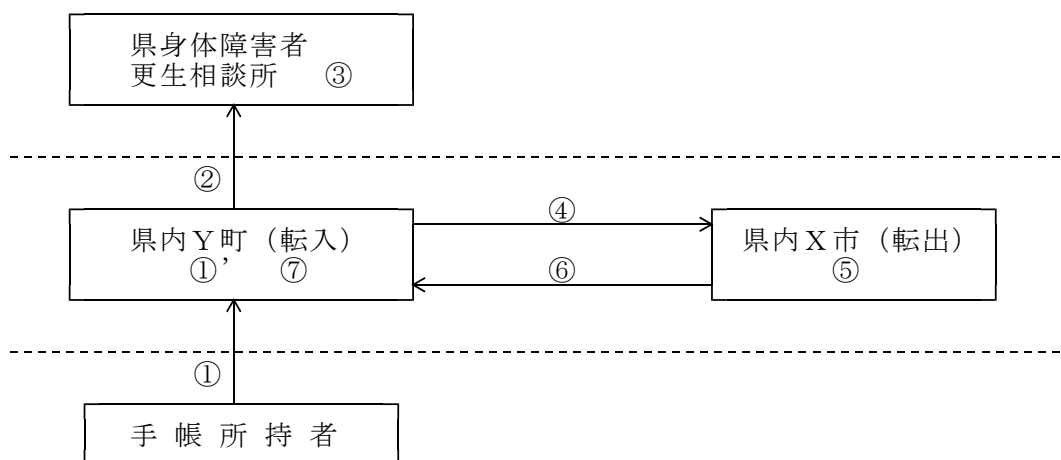 県身体障害者
更生相談所 ③
②
県内Y町（転入）
①’ ⑦
④
⑥
県内X市（転出）
⑤
①
手帳所持者